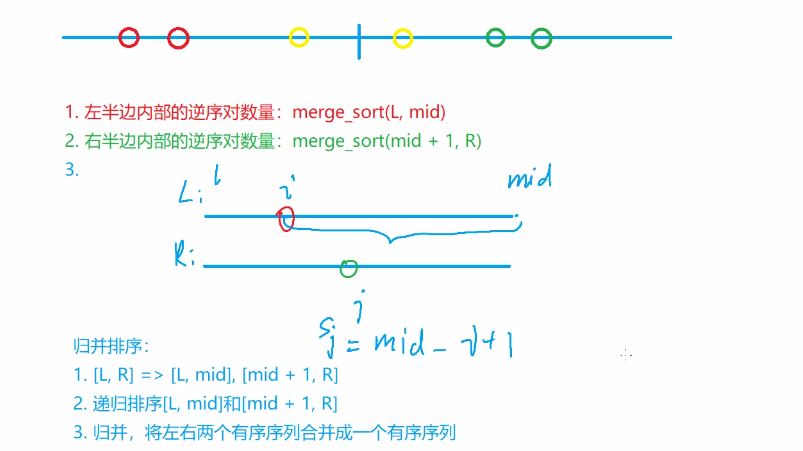 1. 左半边内部的逆序对数量：merge_sort(L, mid)
2. 右半边内部的逆序对数量：merge_sort(mid + 1, R)
3.
L: l i mid
R:
j
Sj = mid - i + 1
归并排序：
1. [L, R] => [L, mid], [mid + 1, R]
2. 递归排序[L, mid]和[mid + 1, R]
3. 归并，将左右两个有序序列合并成一个有序序列